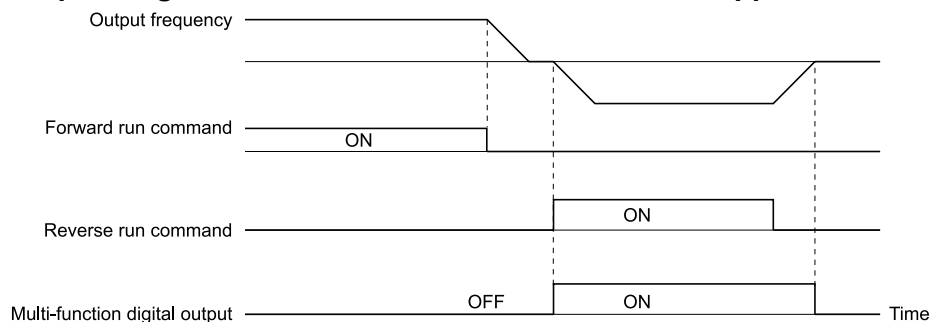 Output frequency
Forward run command
ON
Reverse run command
ON
Multi-function digital output
OFF
ON
Time